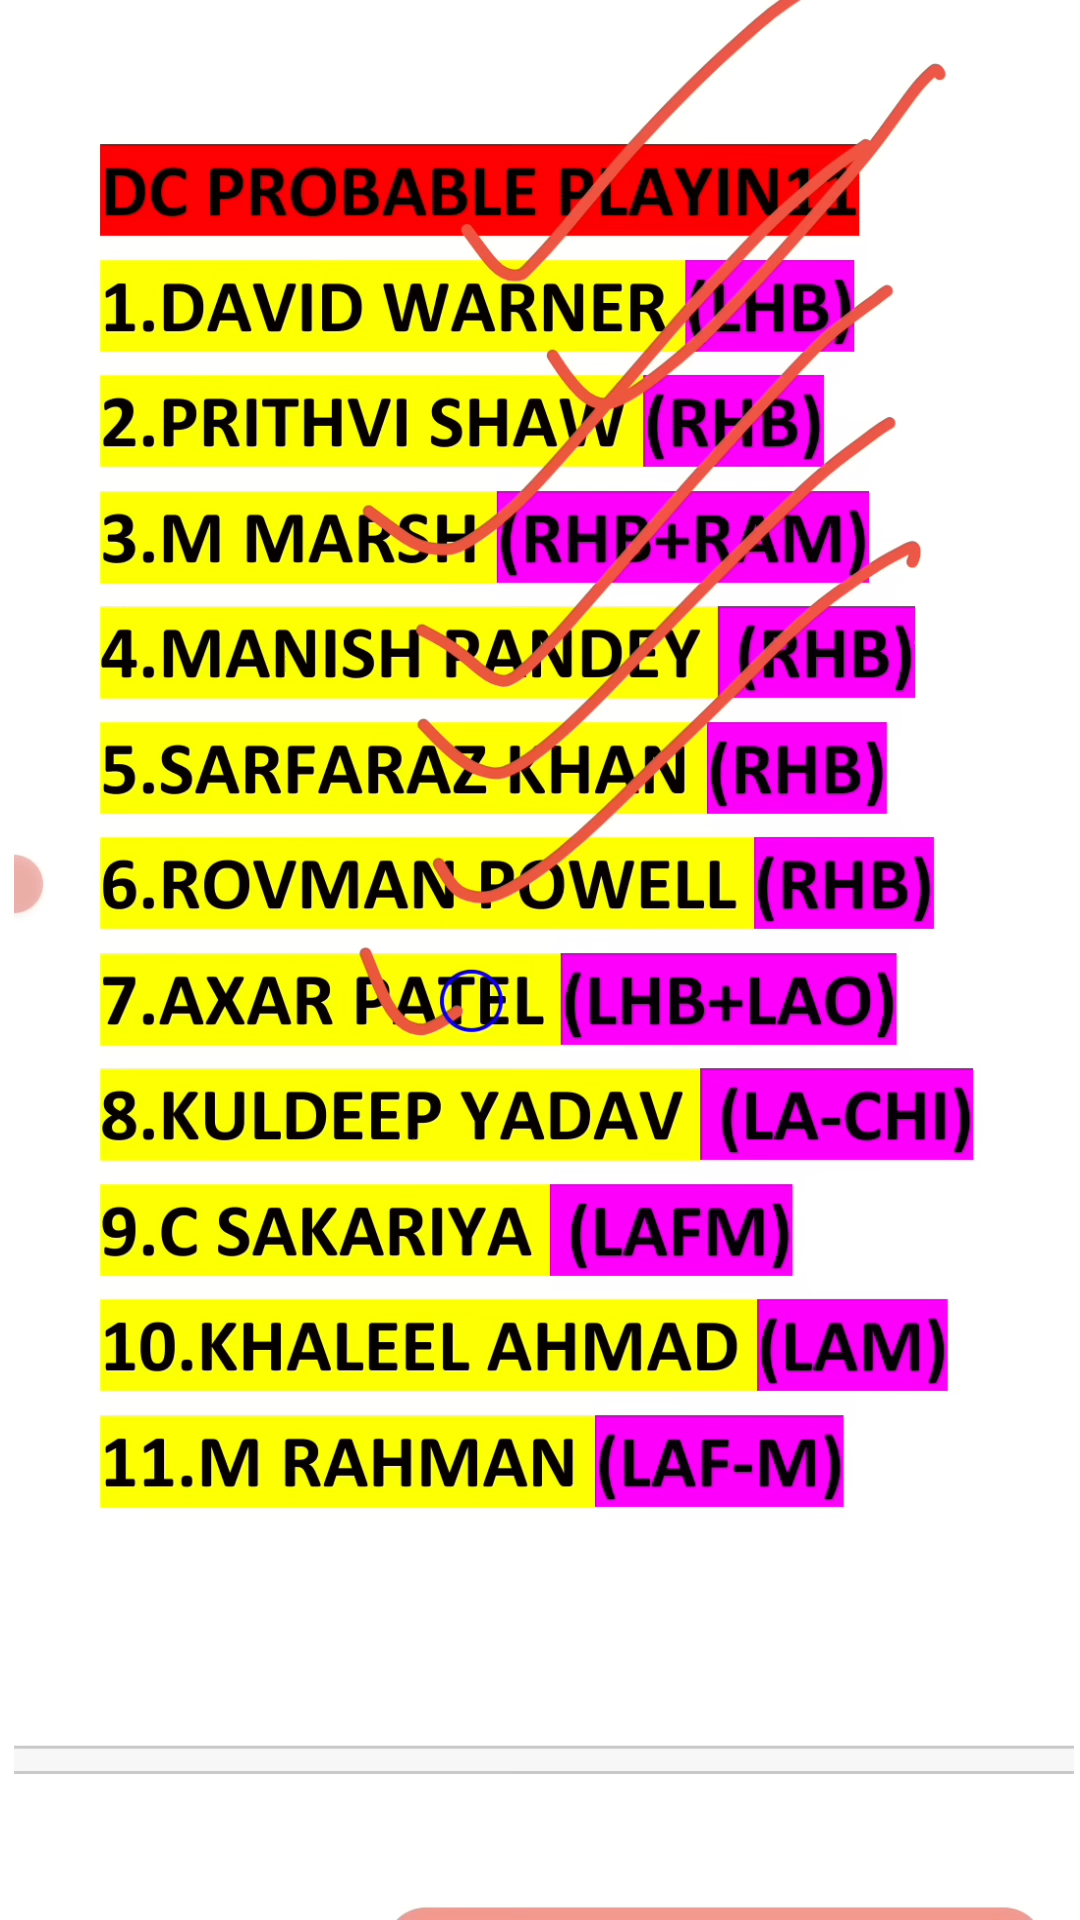 DC PROBABLE PLAYIN11
1.DAVID WARNER (LHB)
2.PRITHVI SHAW (RHB)
3.M MARSH (RHB+RAM)
4.MANISH PANDEY (RHB)
5.SARFARAZ KHAN (RHB)
6.ROVMAN POWELL (RHB)
7.AXAR PATEL (LHB+LAO)
8.KULDEEP YADAV (LA-CHI)
9.C SAKARIYA (LAFM)
10.KHALEEL AHMAD (LAM)
11.M RAHMAN (LAF-M)